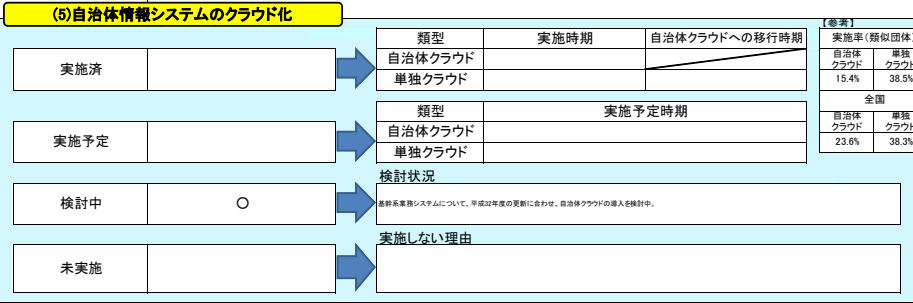 (5)自治体情報システムのクラウド化
【参考】
実施済
類型 実施時期 自治体クラウドへの移行時期
自治体クラウド
単独クラウド
実施率(類似団体)
自治体クラウド 単独クラウド
15.4% 38.5%
全国
自治体クラウド 単独クラウド
23.6% 38.3%
実施予定
類型 実施予定時期
自治体クラウド
単独クラウド
検討状況
検討中 ○
基幹系業務システムについて、平成32年度の更新に合わせ、自治体クラウドの導入を検討中。
実施しない理由
未実施